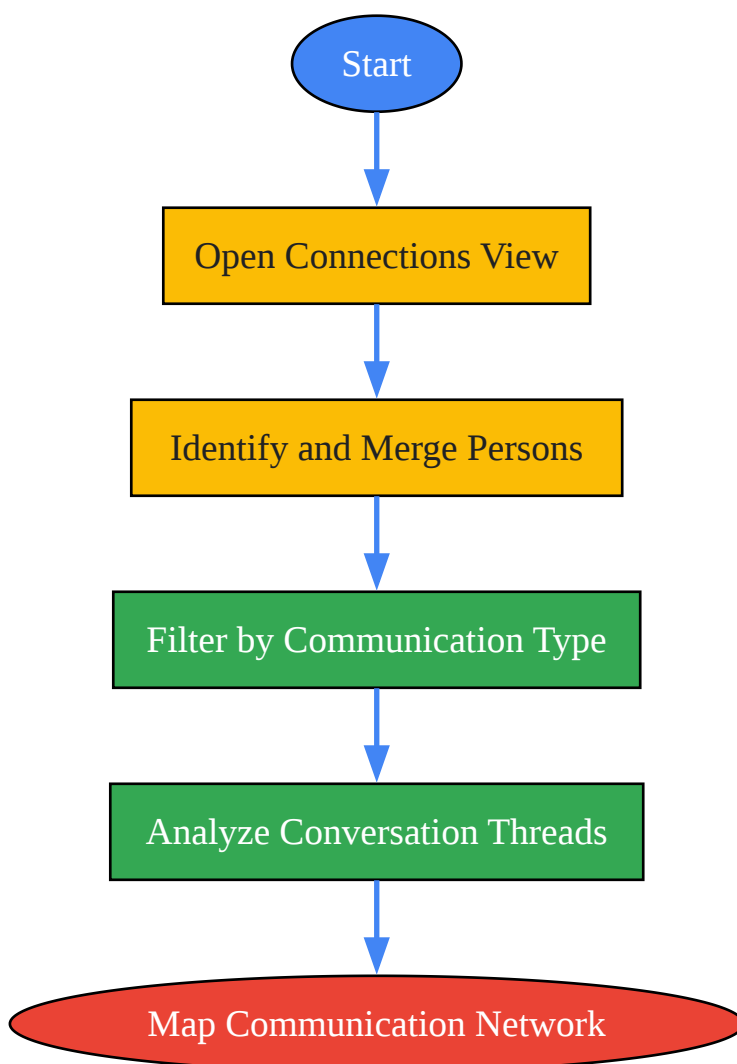 Start
Open Connections View
Identify and Merge Persons
Filter by Communication Type
Analyze Conversation Threads
Map Communication Network